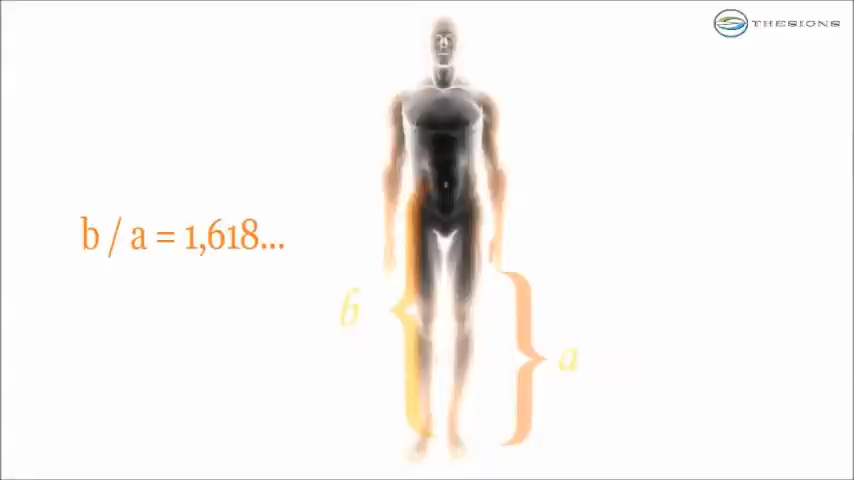 THESIONS
b / a = 1,618...
b
a